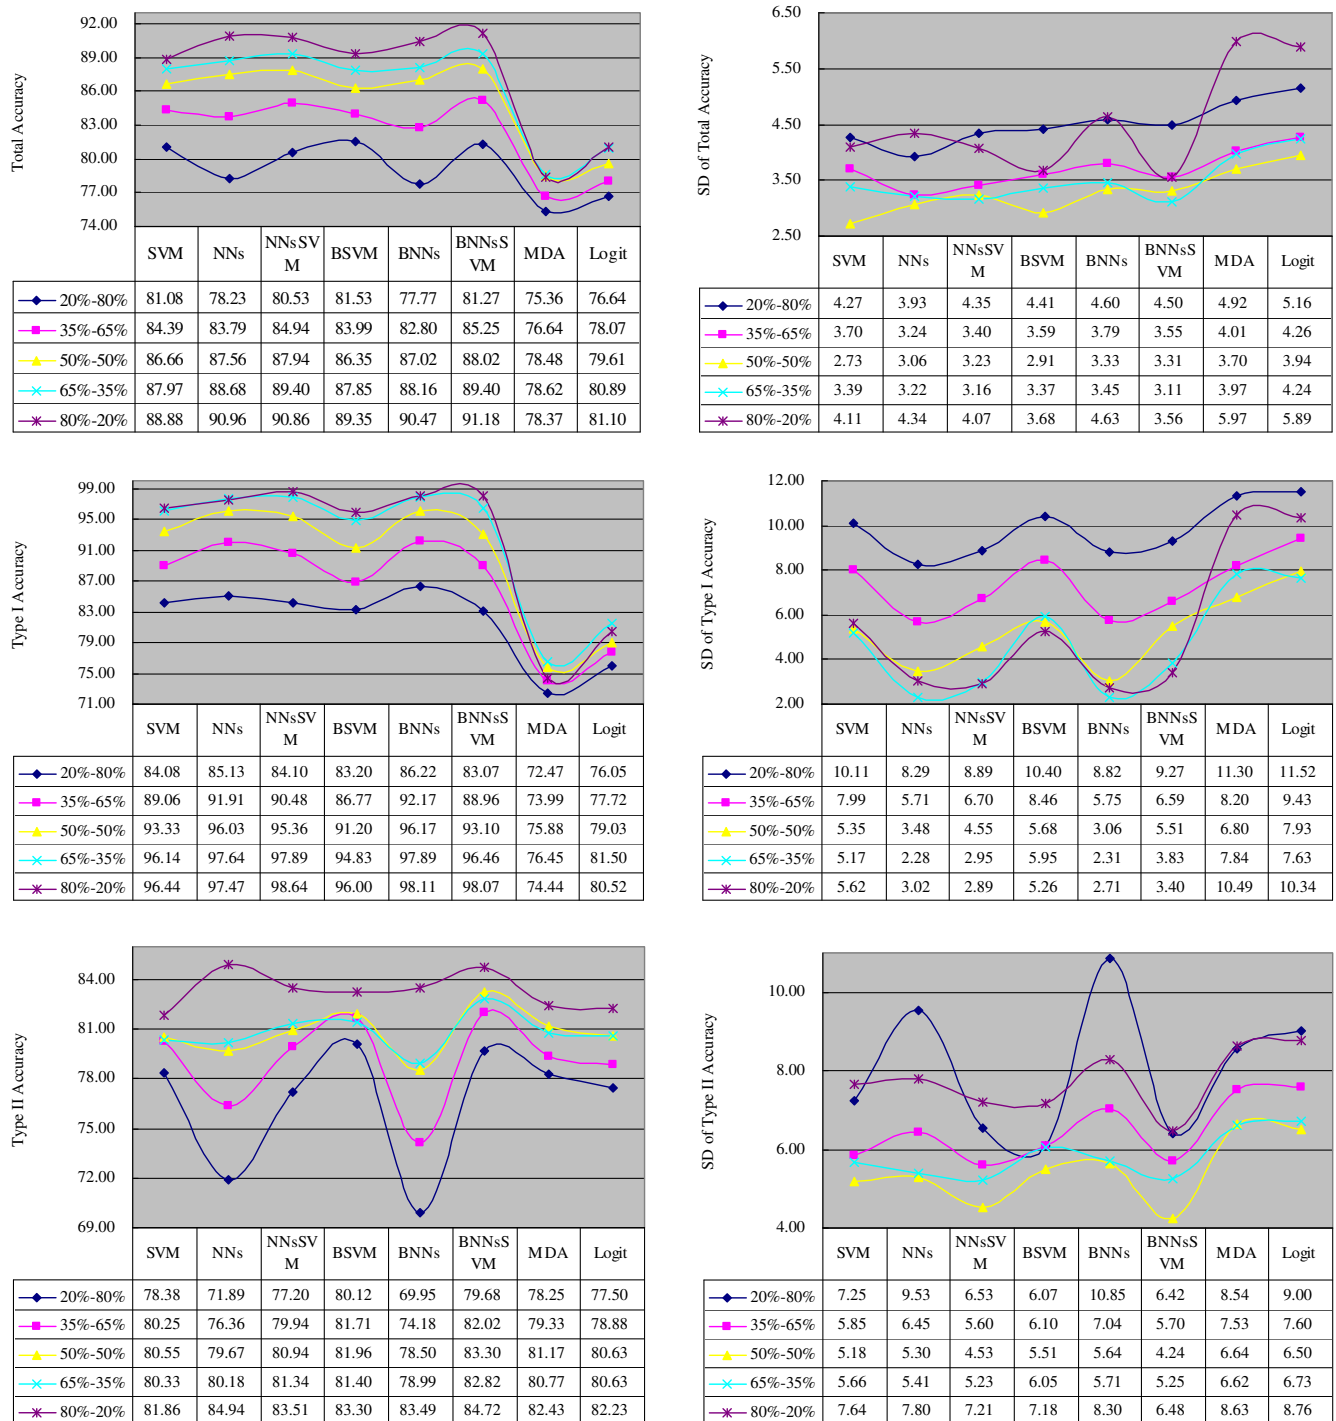 92.00
89.00
86.00
83.00
80.00
77.00
74.00
Total Accuracy
SVM NNs NNsSV M BSVM BNNs BNNsS VM MDA Logit
20%-80% 81.08 78.23 80.53 81.53 77.77 81.27 75.36 76.64
35%-65% 84.39 83.79 84.94 83.99 82.80 85.25 76.64 78.07
50%-50% 86.66 87.56 87.94 86.35 87.02 88.02 78.48 79.61
65%-35% 87.97 88.68 89.40 87.85 88.16 89.40 78.62 80.89
80%-20% 88.88 90.96 90.86 89.35 90.47 91.18 78.37 81.10
6.50
5.50
4.50
3.50
2.50
SD of Total Accuracy
SVM NNs NNsSV M BSVM BNNs BNNsS VM MDA Logit
20%-80% 4.27 3.93 4.35 4.41 4.60 4.50 4.92 5.16
35%-65% 3.70 3.24 3.40 3.59 3.79 3.55 4.01 4.26
50%-50% 2.73 3.06 3.23 2.91 3.33 3.31 3.70 3.94
65%-35% 3.39 3.22 3.16 3.37 3.45 3.11 3.97 4.24
80%-20% 4.11 4.34 4.07 3.68 4.63 3.56 5.97 5.89
99.00
95.00
91.00
87.00
83.00
79.00
75.00
71.00
Type I Accuracy
SVM NNs NNsSV M BSVM BNNs BNNsS VM MDA Logit
20%-80% 84.08 85.13 84.10 83.20 86.22 83.07 72.47 76.05
35%-65% 89.06 91.91 90.48 86.77 92.17 88.96 73.99 77.72
50%-50% 93.33 96.03 95.36 91.20 96.17 93.10 75.88 79.03
65%-35% 96.14 97.64 97.89 94.83 97.89 96.46 76.45 81.50
80%-20% 96.44 97.47 98.64 96.00 98.11 98.07 74.44 80.52
12.00
10.00
8.00
6.00
4.00
2.00
SD of Type I Accuracy
SVM NNs NNsSV M BSVM BNNs BNNsS VM MDA Logit
20%-80% 10.11 8.29 8.89 10.40 8.82 9.27 11.30 11.52
35%-65% 7.99 5.71 6.70 8.46 5.75 6.59 8.20 9.43
50%-50% 5.35 3.48 4.55 5.68 3.06 5.51 6.80 7.93
65%-35% 5.17 2.28 2.95 5.95 2.31 3.83 7.84 7.63
80%-20% 5.62 3.02 2.89 5.26 2.71 3.40 10.49 10.34
84.00
81.00
78.00
75.00
72.00
69.00
Type II Accuracy
SVM NNs NNsSV M BSVM BNNs BNNsS VM MDA Logit
20%-80% 78.38 71.89 77.20 80.12 69.95 79.68 78.25 77.50
35%-65% 80.25 76.36 79.94 81.71 74.18 82.02 79.33 78.88
50%-50% 80.55 79.67 80.94 81.96 78.50 83.30 81.17 80.63
65%-35% 80.33 80.18 81.34 81.40 78.99 82.82 80.77 80.63
80%-20% 81.86 84.94 83.51 83.30 83.49 84.72 82.43 82.23
10.00
8.00
6.00
4.00
SD of Type II Accuracy
SVM NNs NNsSV M BSVM BNNs BNNsS VM MDA Logit
20%-80% 7.25 9.53 6.53 6.07 10.85 6.42 8.54 9.00
35%-65% 5.85 6.45 5.60 6.10 7.04 5.70 7.53 7.60
50%-50% 5.18 5.30 4.53 5.51 5.64 4.24 6.64 6.50
65%-35% 5.66 5.41 5.23 6.05 5.71 5.25 6.62 6.73
80%-20% 7.64 7.80 7.21 7.18 8.30 6.48 8.63 8.76